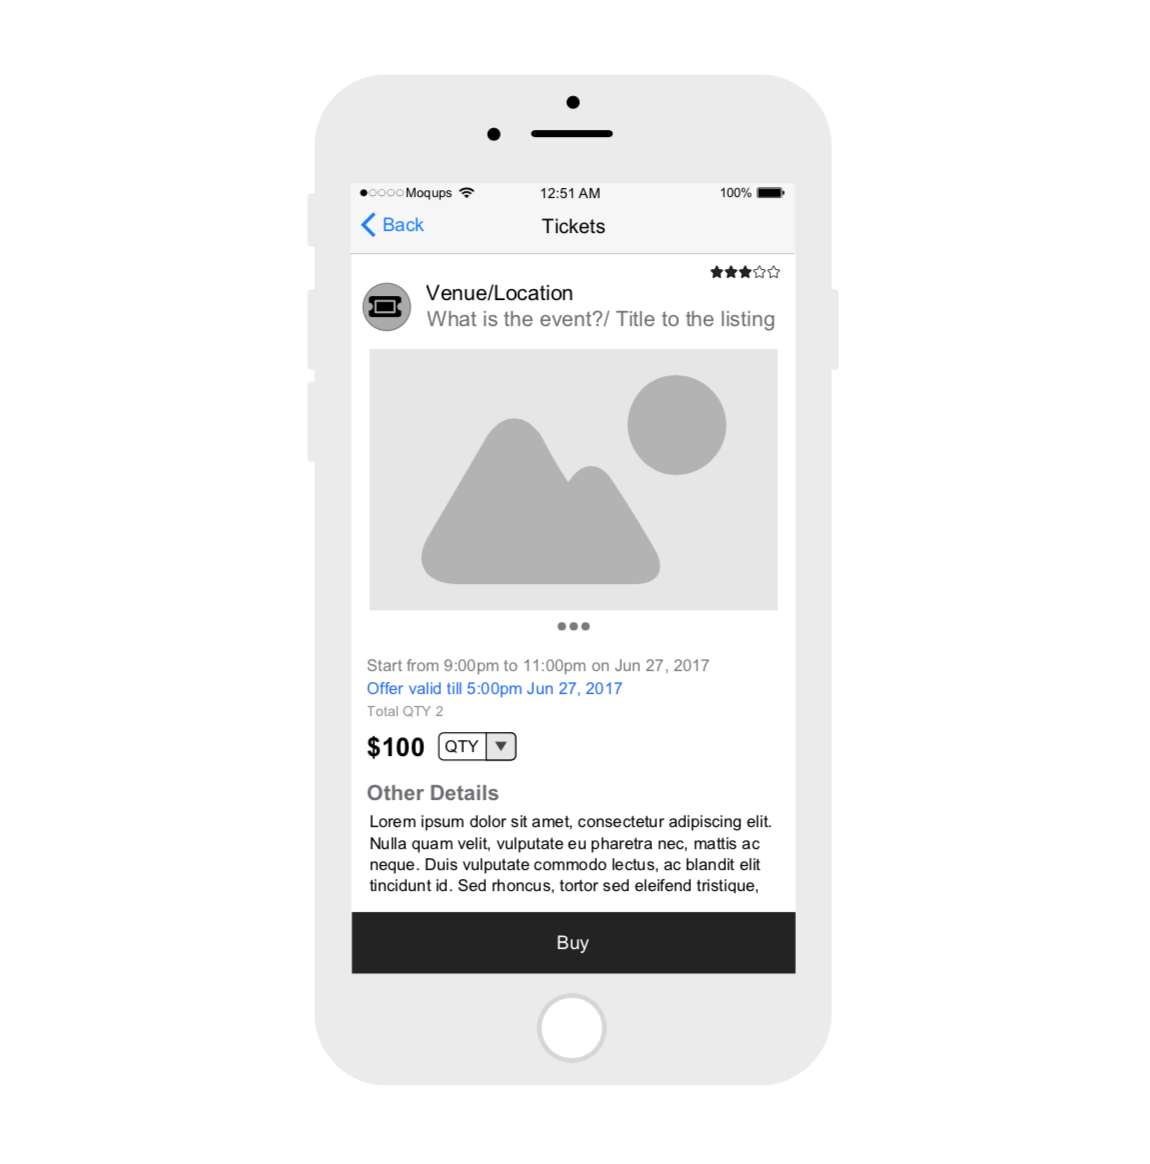 Moqups 12:51 AM 100%
Back Tickets
Venue/Location
What is the event?/ Title to the listing
Start from 9:00pm to 11:00pm on Jun 27, 2017
Offer valid till 5:00pm Jun 27, 2017
Total QTY 2
$100 QTY
Other Details
Lorem ipsum dolor sit amet, consectetur adipiscing elit.
Nulla quam velit, vulputate eu pharetra nec, mattis ac
neque. Duis vulputate commodo lectus, ac blandit elit
tincidunt id. Sed rhoncus, tortor sed eleifend tristique,
Buy